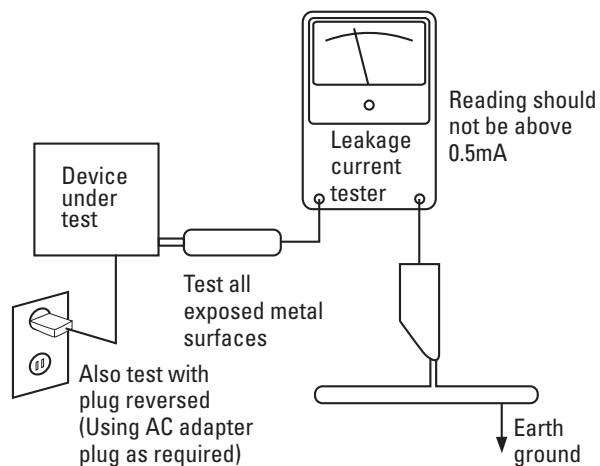 Leakage
current
tester
Reading should
not be above
0.5mA
Device
under
test
Test all
exposed metal
surfaces
Also test with
plug reversed
(Using AC adapter
plug as required)
Earth
ground